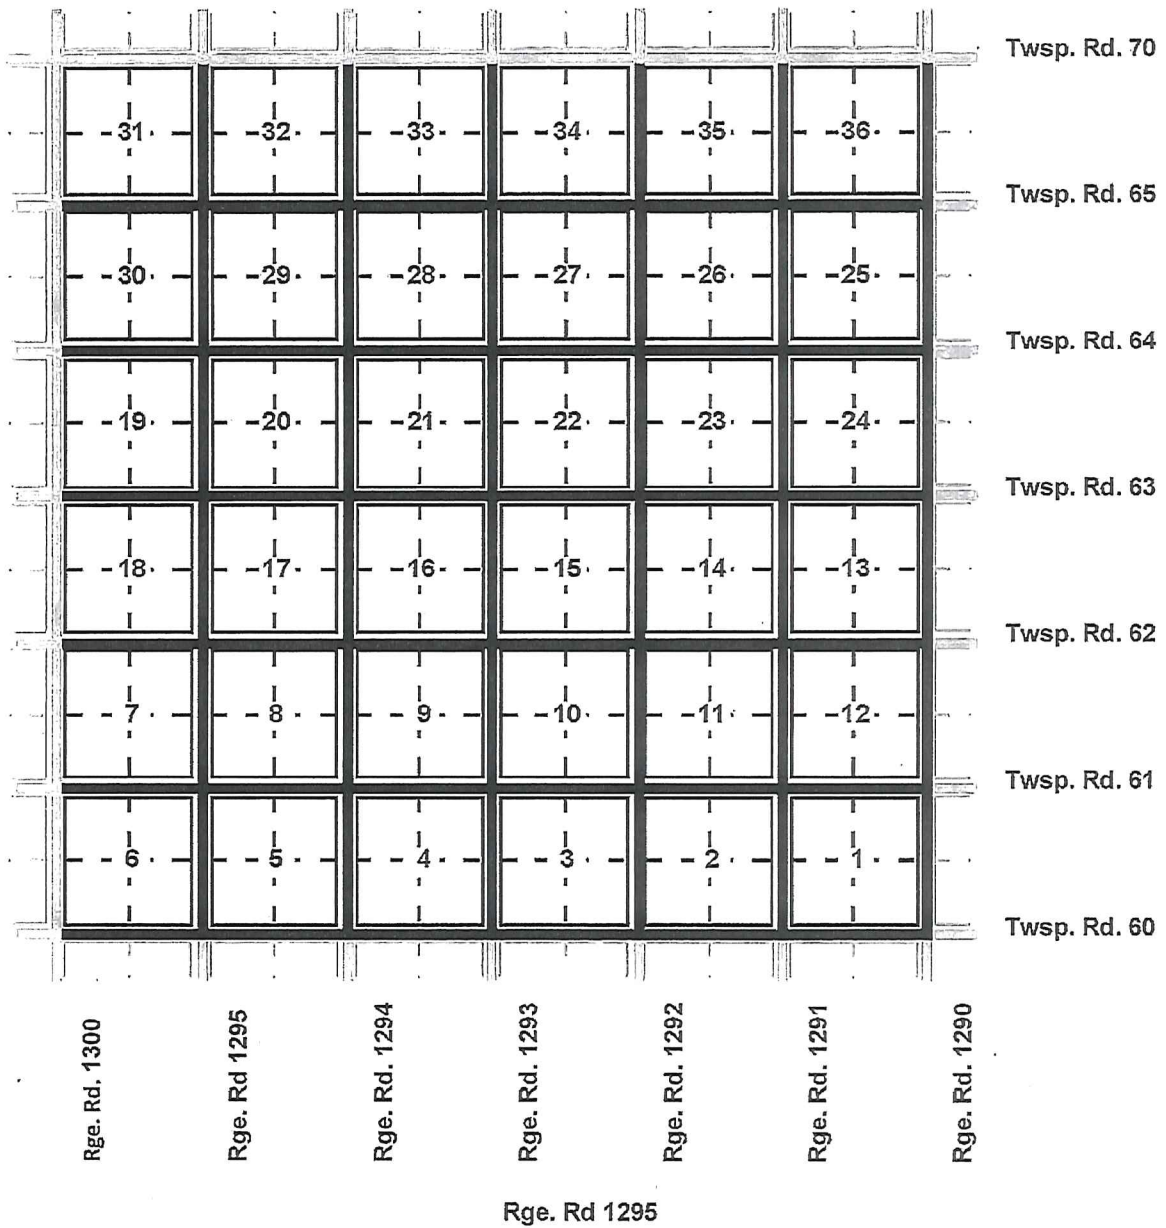 Twsp. Rd. 70
31 32 33 34 35 36
Twsp. Rd. 65
30 29 28 27 26 25
Twsp. Rd. 64
19 20 21 22 23 24
Twsp. Rd. 63
18 17 16 15 14 13
Twsp. Rd. 62
7 8 9 10 11 12
Twsp. Rd. 61
6 5 4 3 2 1
Twsp. Rd. 60
Rge. Rd. 1300
Rge. Rd 1295
Rge. Rd. 1294
Rge. Rd. 1293
Rge. Rd. 1292
Rge. Rd. 1291
Rge. Rd. 1290
Rge. Rd 1295